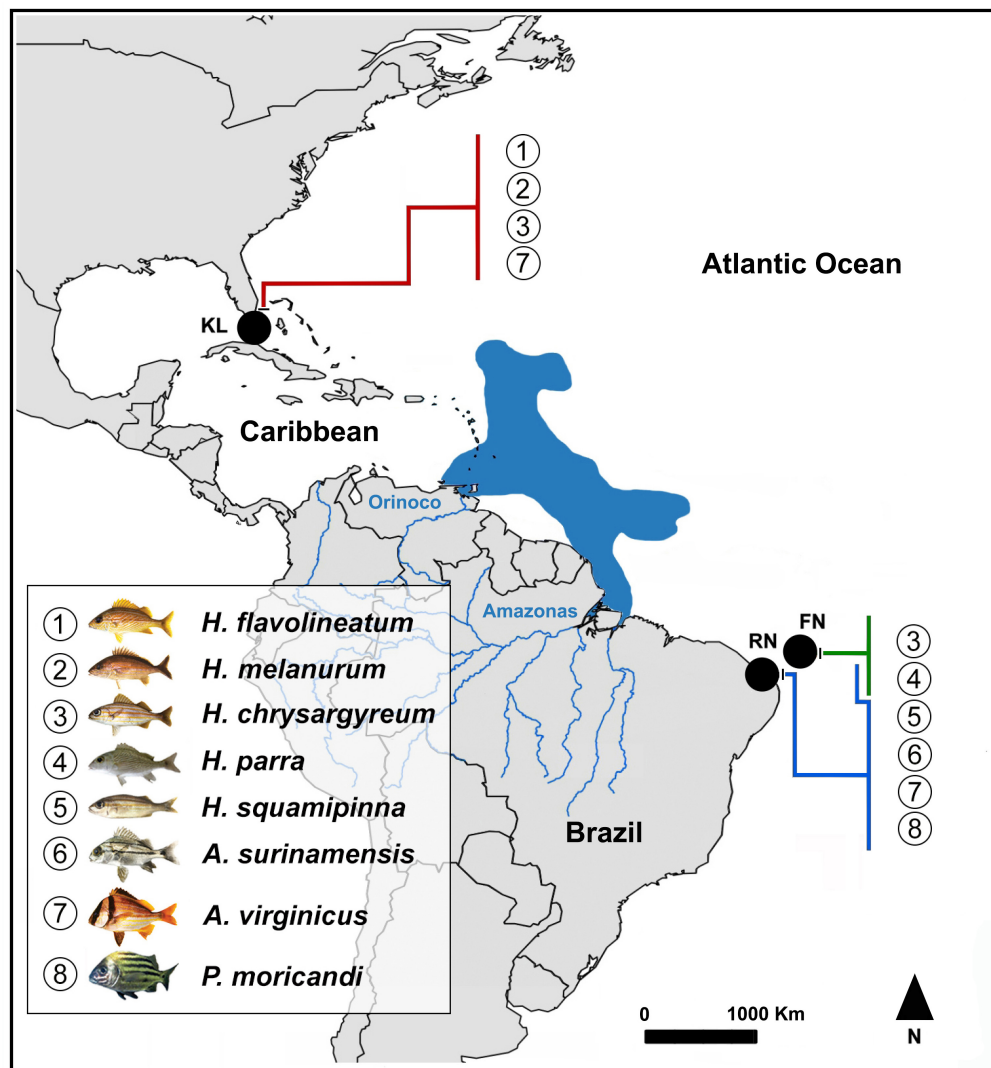 ①
②
③
⑦
Atlantic Ocean
KL
Caribbean
Orinoco
Amazonas
FN
RN
③
④
⑤
⑥
⑦
⑧
Brazil
① H. flavolineatum
② H. melanurum
③ H. chrysargyreum
④ H. parra
⑤ H. squamipinna
⑥ A. surinamensis
⑦ A. virginicus
⑧ P. moricandi
0 1000 Km
N